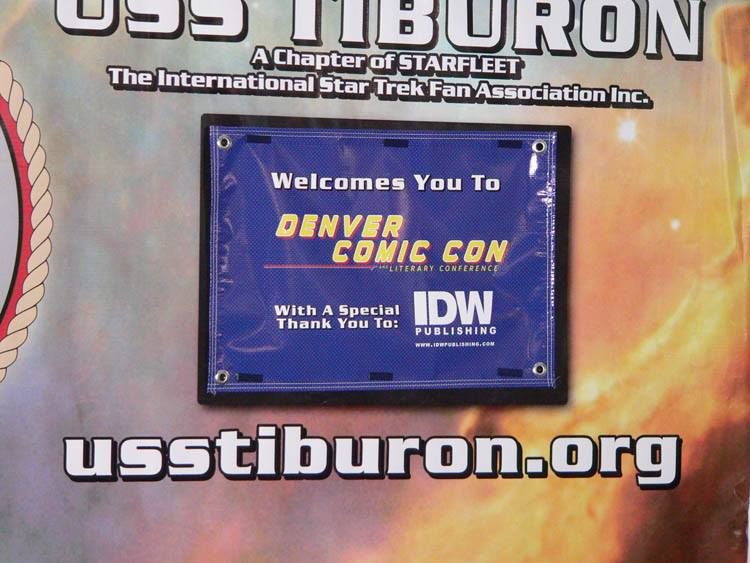 USS TIBURON
A Chapter of STARFLEET
The International Star Trek Fan Association Inc.
Welcomes You To
DENVER
COMIC CON
AND LITERARY CONFERENCE
With A Special
Thank You To:
IDW
PUBLISHING
WWW.IDWPUBLISHING.COM
usstiburon.org